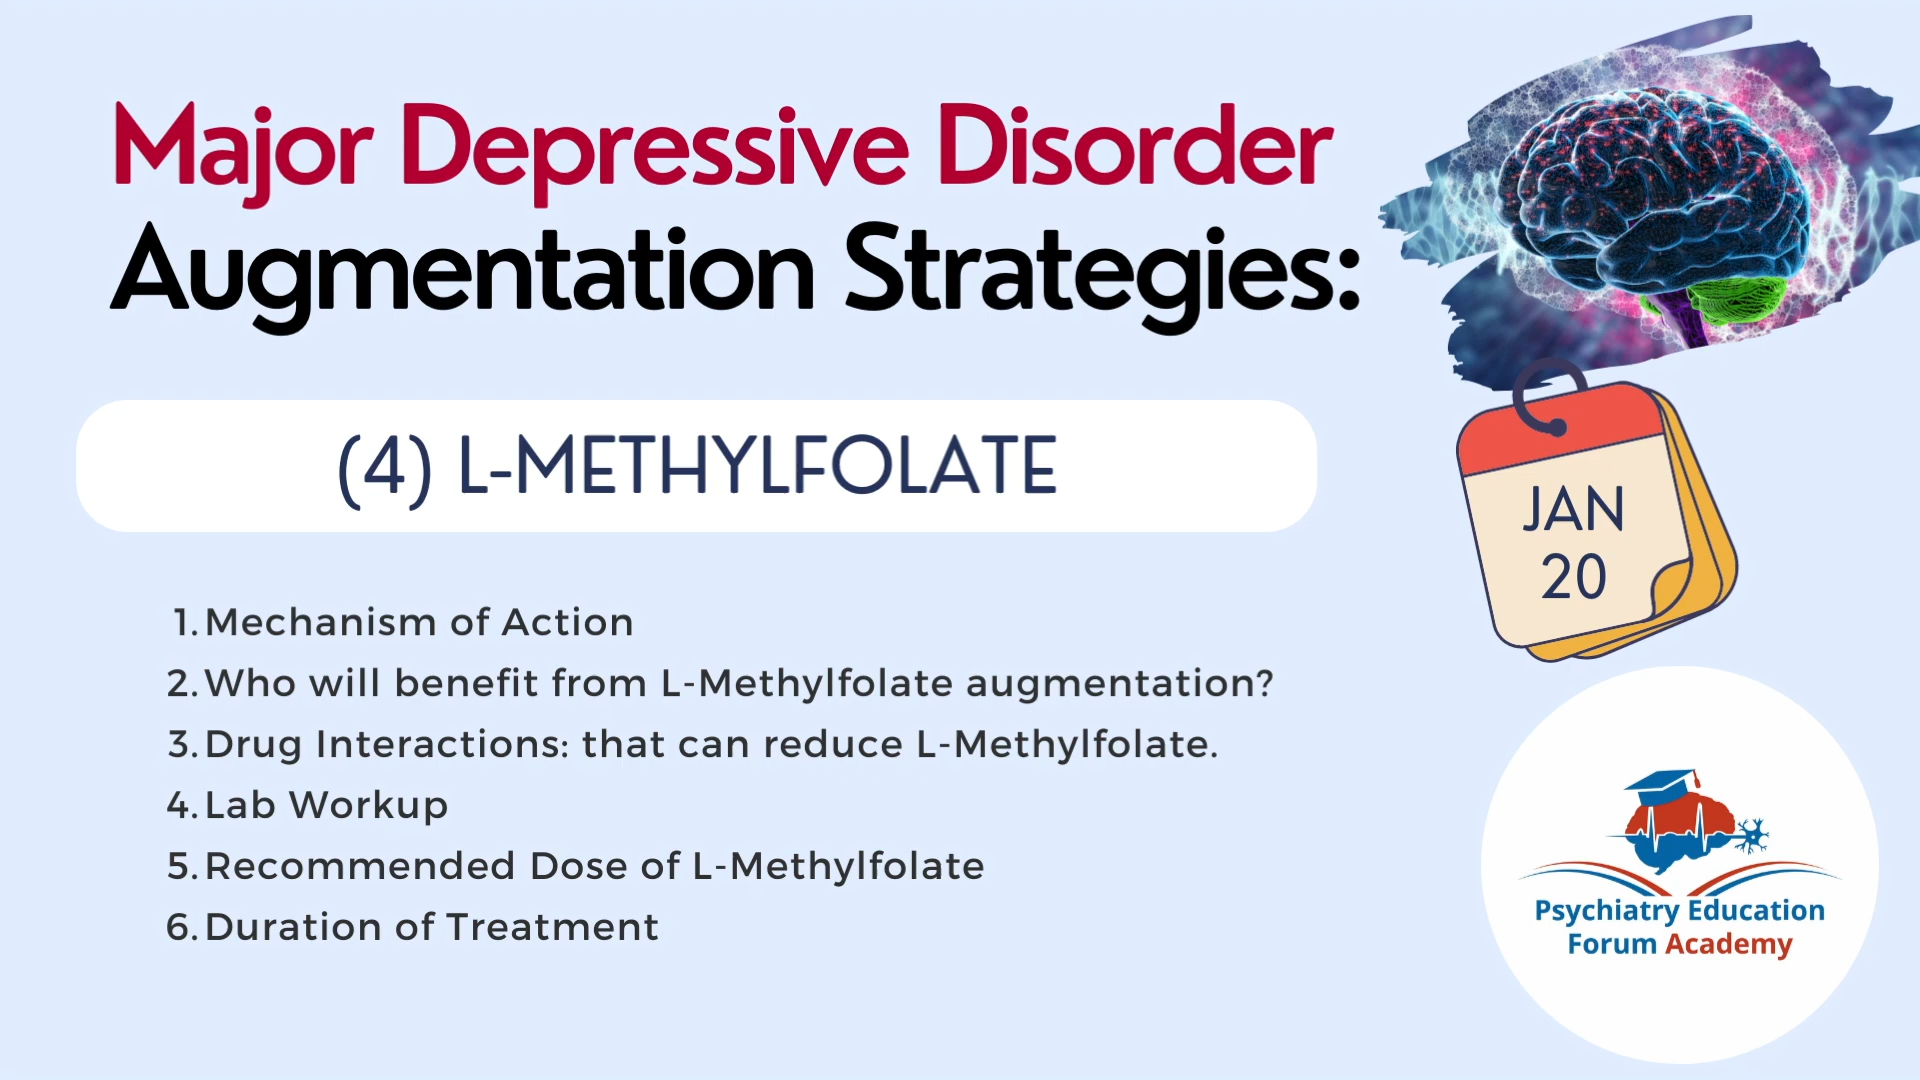 Major Depressive Disorder
Augmentation Strategies:
(4) L-METHYLFOLATE
1. Mechanism of Action
2. Who will benefit from L-Methylfolate augmentation?
3. Drug Interactions: that can reduce L-Methylfolate.
4. Lab Workup
5. Recommended Dose of L-Methylfolate
6. Duration of Treatment
JAN
20
Psychiatry Education
Forum Academy